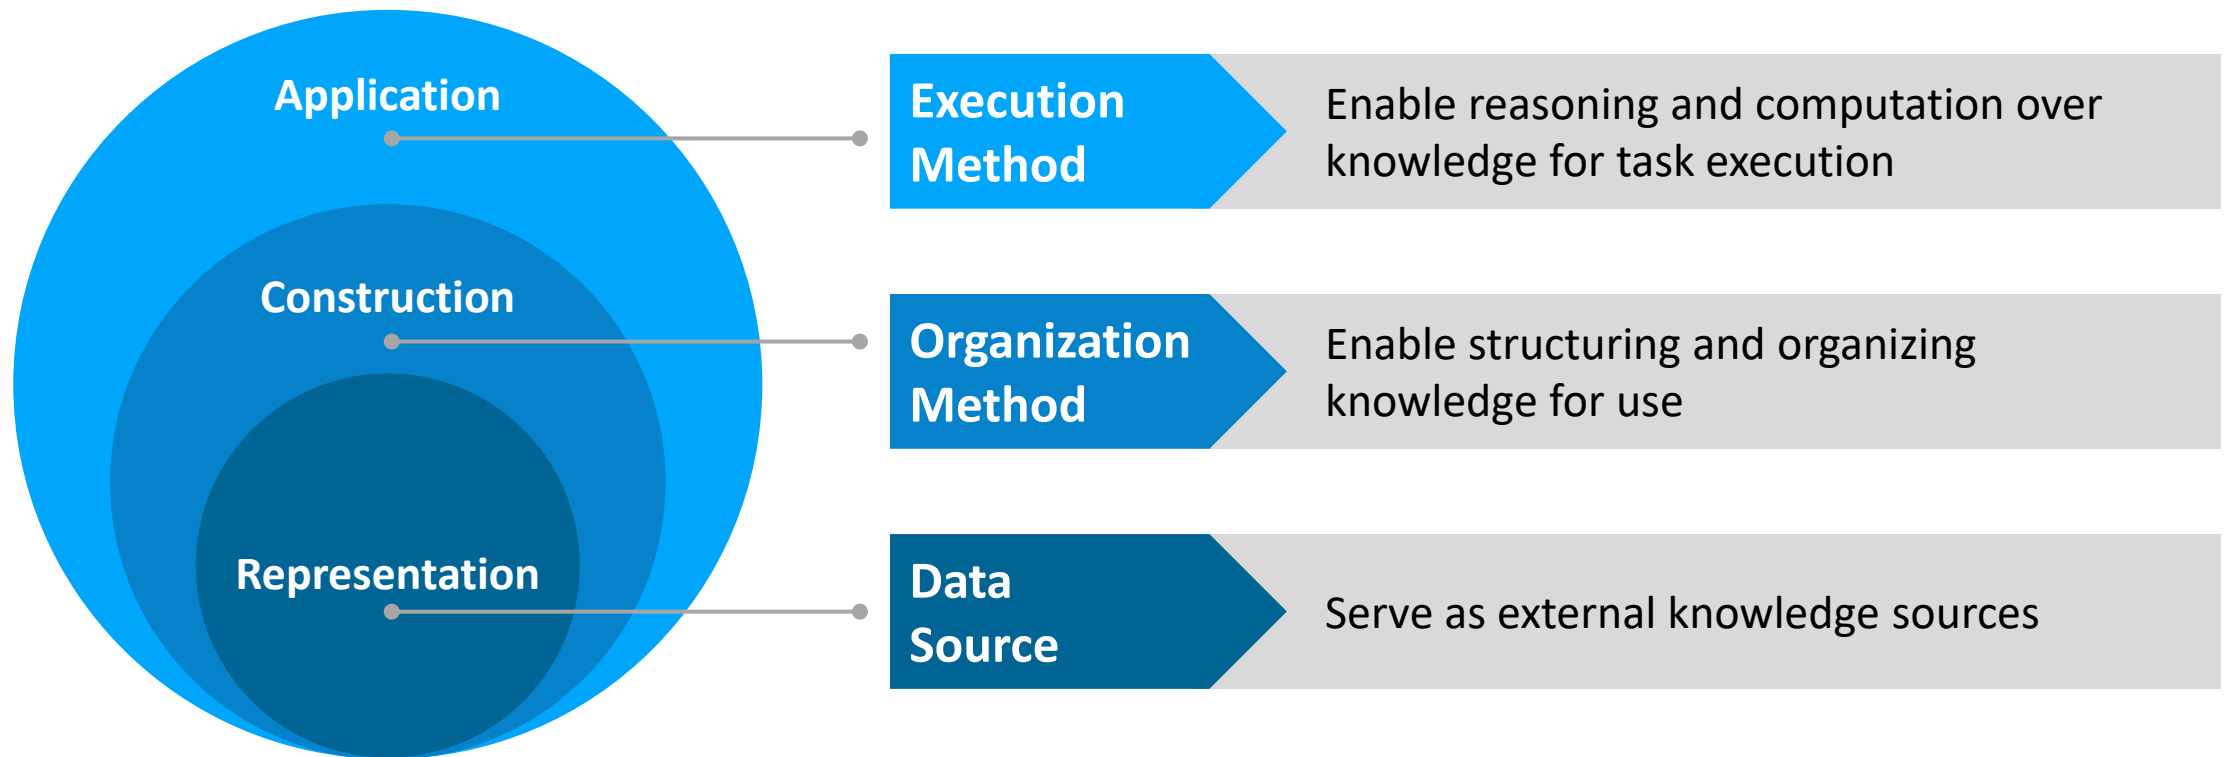 Application
Construction
Representation
Execution
Method
Enable reasoning and computation over
knowledge for task execution
Organization
Method
Enable structuring and organizing
knowledge for use
Data
Source
Serve as external knowledge sources